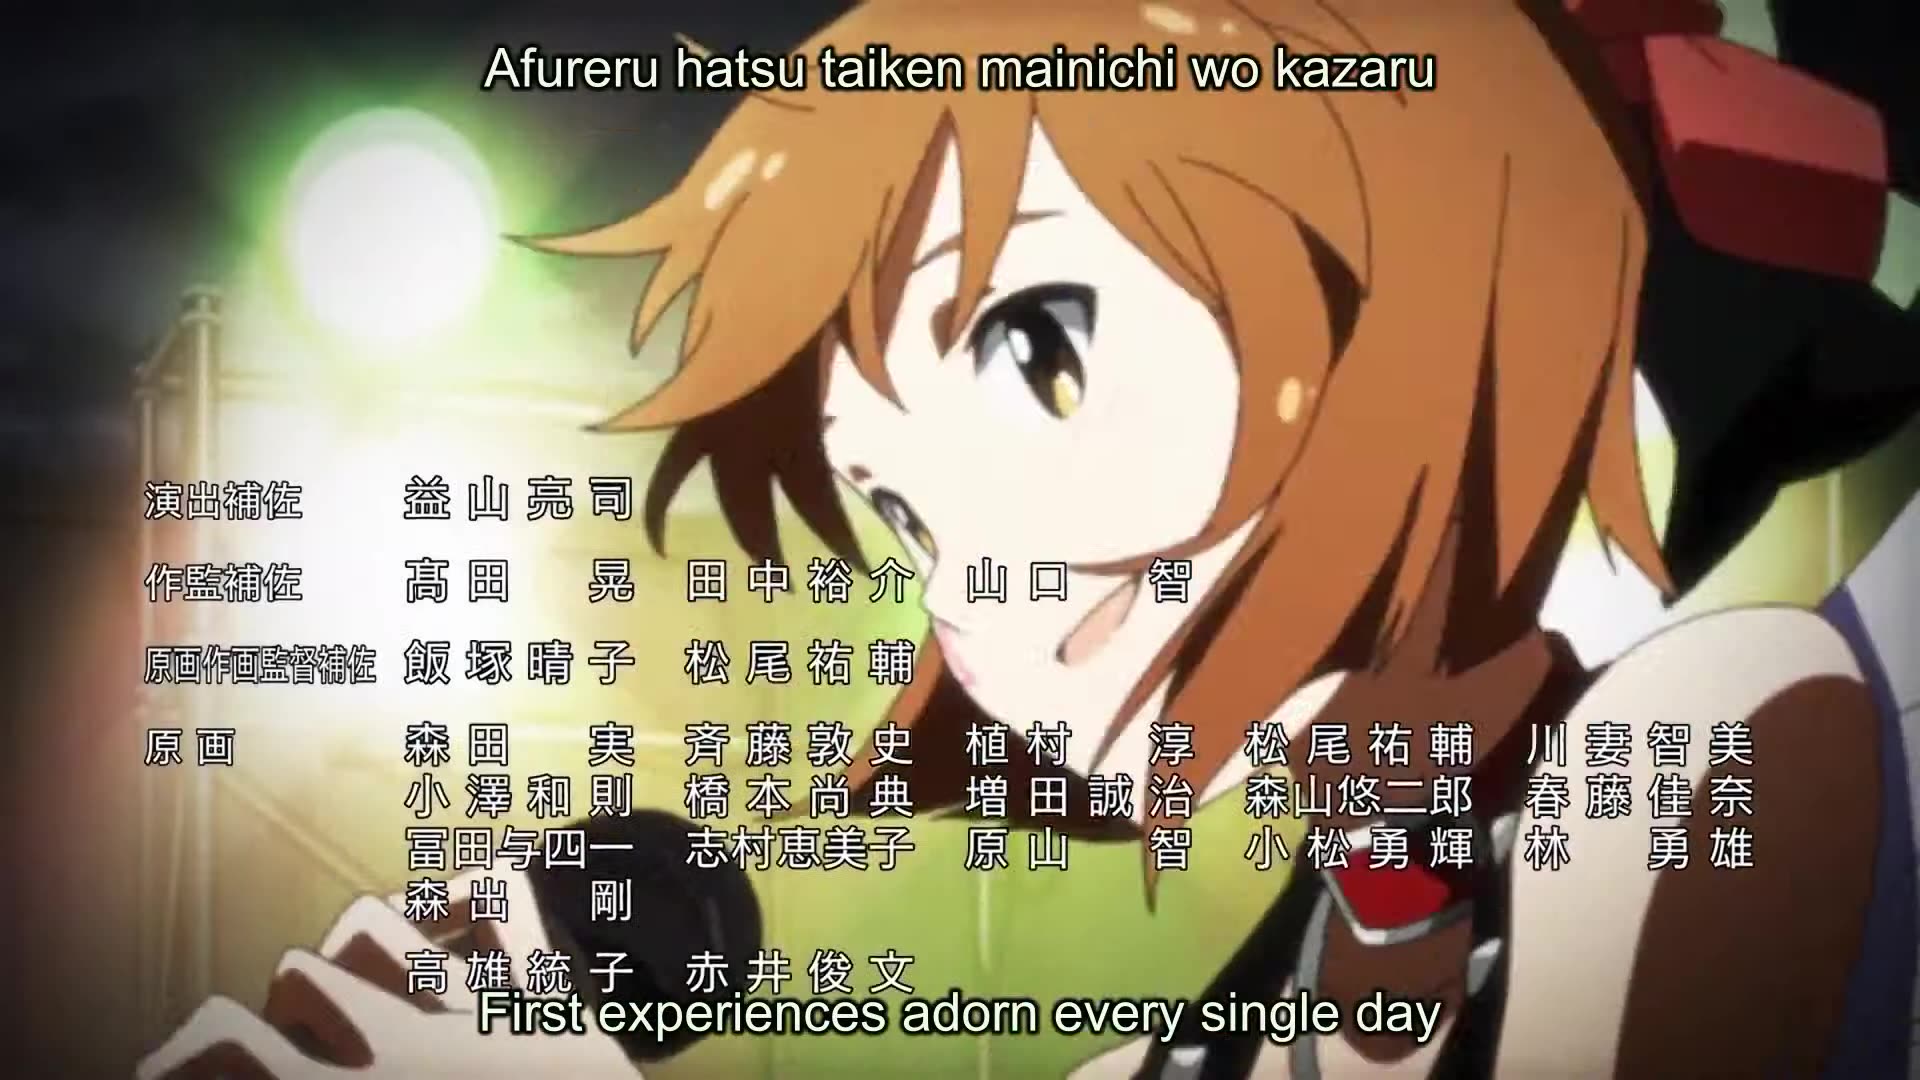 Afureru hatsu taiken mainichi wo kazaru
演出補佐 益山亮司
作監補佐 髙田 晃 田中裕介 山口 智
原画作画監督補佐 飯塚晴子 松尾祐輔
原画 森田 実 斉藤敦史 植村 淳 松尾祐輔 川妻智美
小澤和則 橋本尚典 増田誠治 森山悠二郎 春藤佳奈
冨田与四一 志村恵美子 原山 智 小松勇輝 林 勇雄
森出 剛
高雄統子 赤井俊文
First experiences adorn every single day